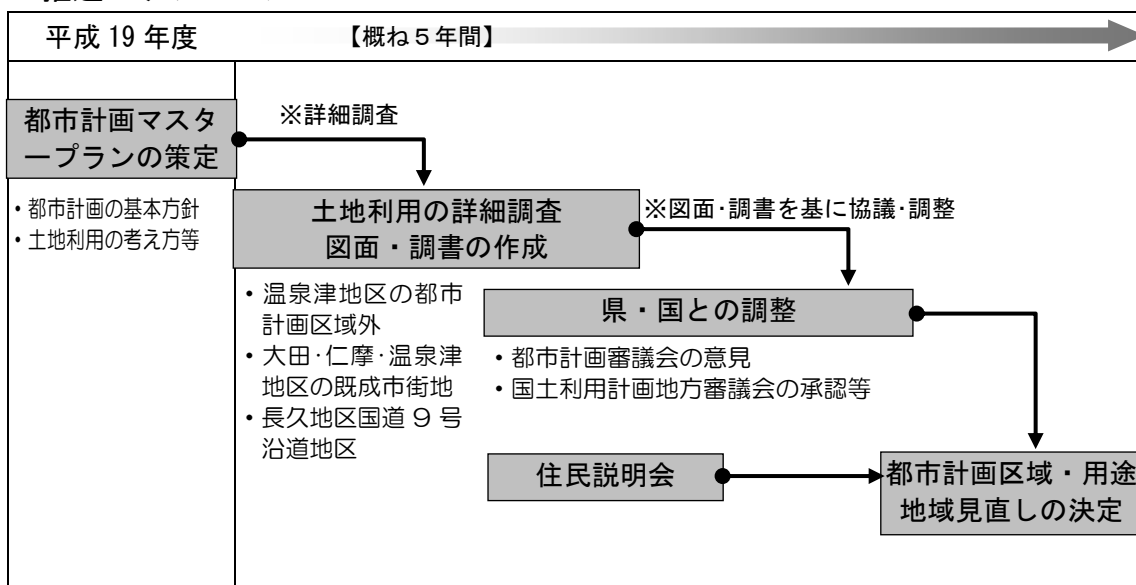 平成 19 年度
【概ね５年間】
都市計画マスタ
ープランの策定
※詳細調査
・都市計画の基本方針
・土地利用の考え方等
土地利用の詳細調査
図面・調書の作成
※図面・調書を基に協議・調整
・温泉津地区の都市
計画区域外
・大田・仁摩・温泉津
地区の既成市街地
・長久地区国道 9 号
沿道地区
県・国との調整
・都市計画審議会の意見
・国土利用計画地方審議会の承認等
住民説明会
都市計画区域・用途
地域見直しの決定